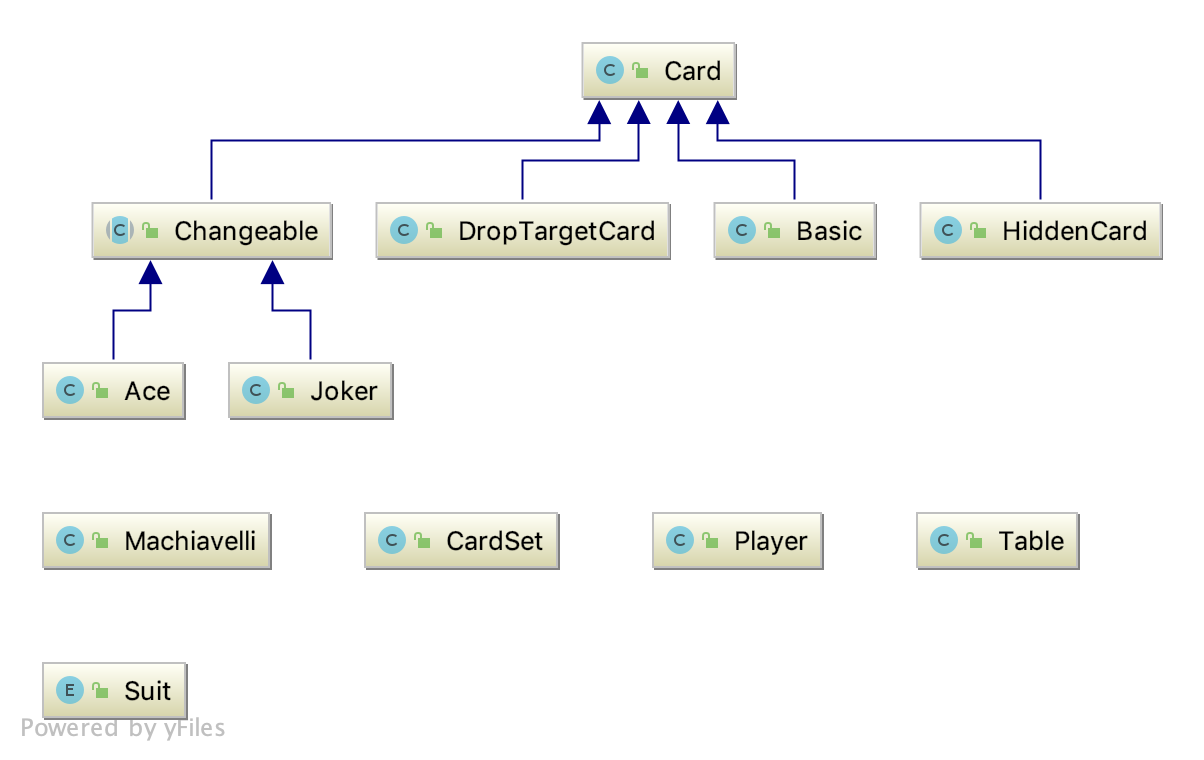 C Card
C Changeable
C DropTargetCard
C Basic
C HiddenCard
C Ace
C Joker
C Machiavelli
C CardSet
C Player
C Table
E Suit
Powered by yFiles